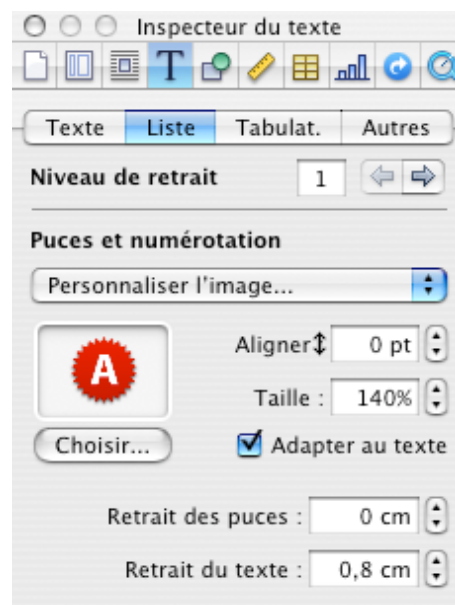 Inspecteur du texte
T
Texte Liste Tabulat. Autres
Niveau de retrait 1
Puces et numérotation
Personnaliser l'image...
A
Aligner 0 pt
Taille : 140%
Choisir... Adapter au texte
Retrait des puces : 0 cm
Retrait du texte : 0,8 cm